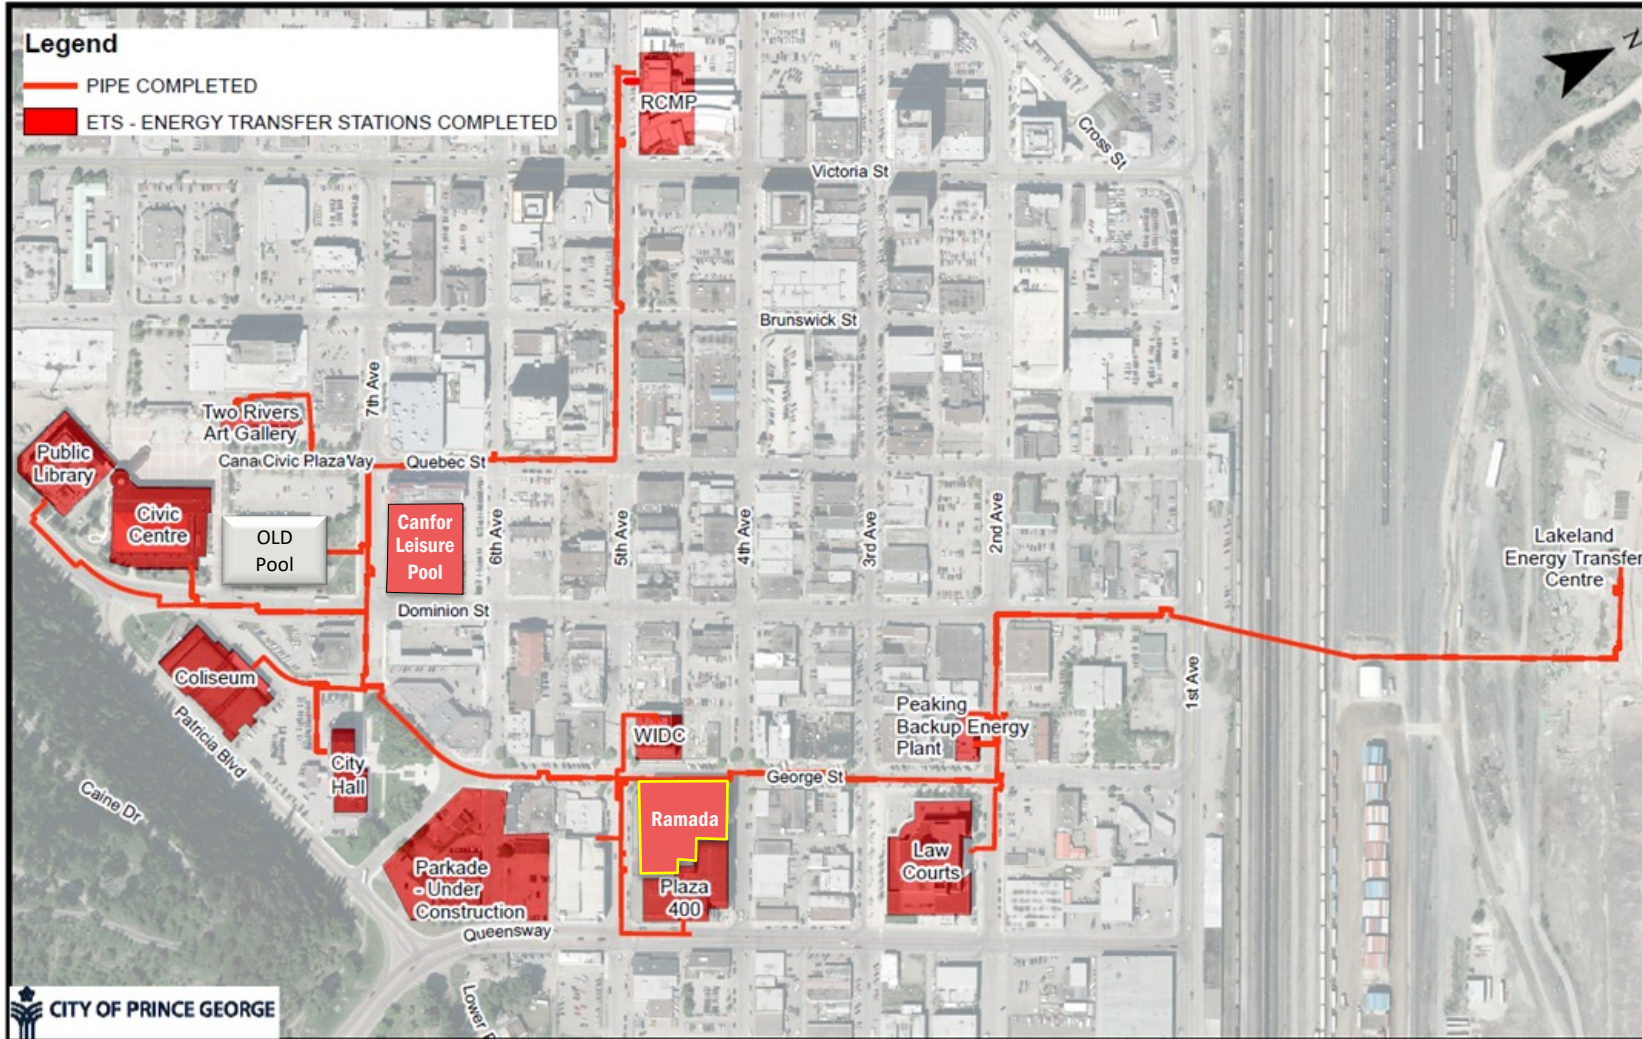 Legend
PIPE COMPLETED
ETS - ENERGY TRANSFER STATIONS COMPLETED
N
RCMP
Cross St
Victoria St
Brunswick St
7th Ave
Two Rivers
Art Gallery
Public
Library
Civic Plaza
Way
Quebec St
Civic
Centre
OLD
Pool
Canfor
Leisure
Pool
6th Ave
5th Ave
4th Ave
3rd Ave
2nd Ave
Lakeland
Energy Transfer
Centre
Dominion St
Coliseum
1st Ave
Patricia Blvd
WIDC
Peaking
Backup Energy
Plant
City
Hall
George St
Caine Dr
Ramada
Parkade
- Under
Construction
Plaza
400
Law
Courts
Queensway
Lower
CITY OF PRINCE GEORGE